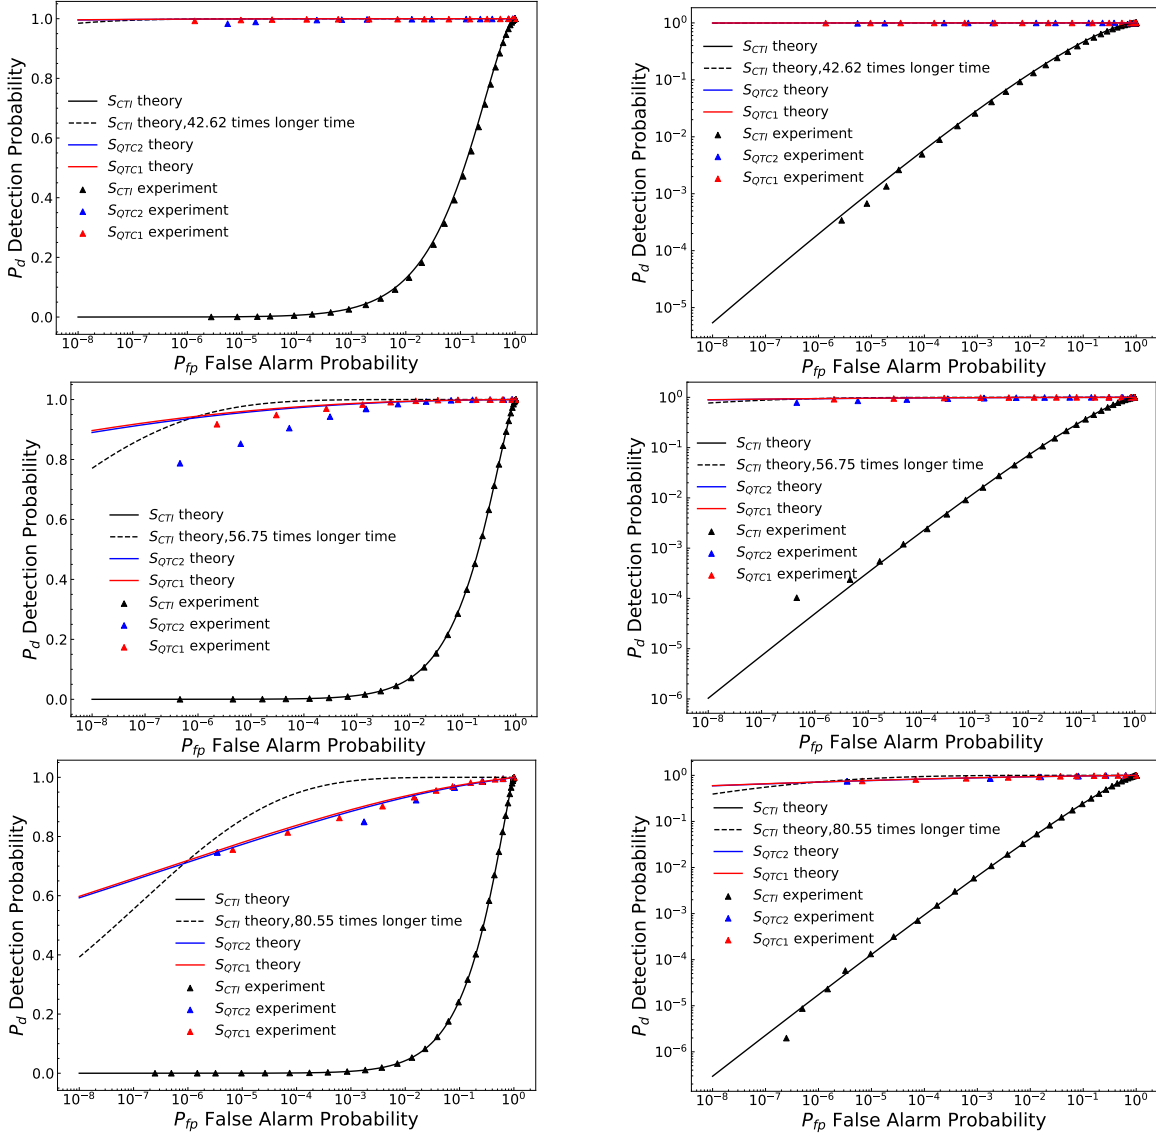 1.0
0.8
0.6
0.4
0.2
0.0
P_d Detection Probability
S_CTI theory
S_CTI theory,42.62 times longer time
S_QTC2 theory
S_QTC1 theory
S_CTI experiment
S_QTC2 experiment
S_QTC1 experiment
10^−8 10^−7 10^−6 10^−5 10^−4 10^−3 10^−2 10^−1 10^0
P_fp False Alarm Probability
10^0
10^−1
10^−2
10^−3
10^−4
10^−5
P_d Detection Probability
S_CTI theory
S_CTI theory,42.62 times longer time
S_QTC2 theory
S_QTC1 theory
S_CTI experiment
S_QTC2 experiment
S_QTC1 experiment
10^−8 10^−7 10^−6 10^−5 10^−4 10^−3 10^−2 10^−1 10^0
P_fp False Alarm Probability
1.0
0.8
0.6
0.4
0.2
0.0
P_d Detection Probability
S_CTI theory
S_CTI theory,56.75 times longer time
S_QTC2 theory
S_QTC1 theory
S_CTI experiment
S_QTC2 experiment
S_QTC1 experiment
10^−8 10^−7 10^−6 10^−5 10^−4 10^−3 10^−2 10^−1 10^0
P_fp False Alarm Probability
10^0
10^−1
10^−2
10^−3
10^−4
10^−5
10^−6
P_d Detection Probability
S_CTI theory
S_CTI theory,56.75 times longer time
S_QTC2 theory
S_QTC1 theory
S_CTI experiment
S_QTC2 experiment
S_QTC1 experiment
10^−8 10^−7 10^−6 10^−5 10^−4 10^−3 10^−2 10^−1 10^0
P_fp False Alarm Probability
1.0
0.8
0.6
0.4
0.2
0.0
P_d Detection Probability
S_CTI theory
S_CTI theory,80.55 times longer time
S_QTC2 theory
S_QTC1 theory
S_CTI experiment
S_QTC2 experiment
S_QTC1 experiment
10^−8 10^−7 10^−6 10^−5 10^−4 10^−3 10^−2 10^−1 10^0
P_fp False Alarm Probability
10^0
10^−1
10^−2
10^−3
10^−4
10^−5
10^−6
P_d Detection Probability
S_CTI theory
S_CTI theory,80.55 times longer time
S_QTC2 theory
S_QTC1 theory
S_CTI experiment
S_QTC2 experiment
S_QTC1 experiment
10^−8 10^−7 10^−6 10^−5 10^−4 10^−3 10^−2 10^−1 10^0
P_fp False Alarm Probability